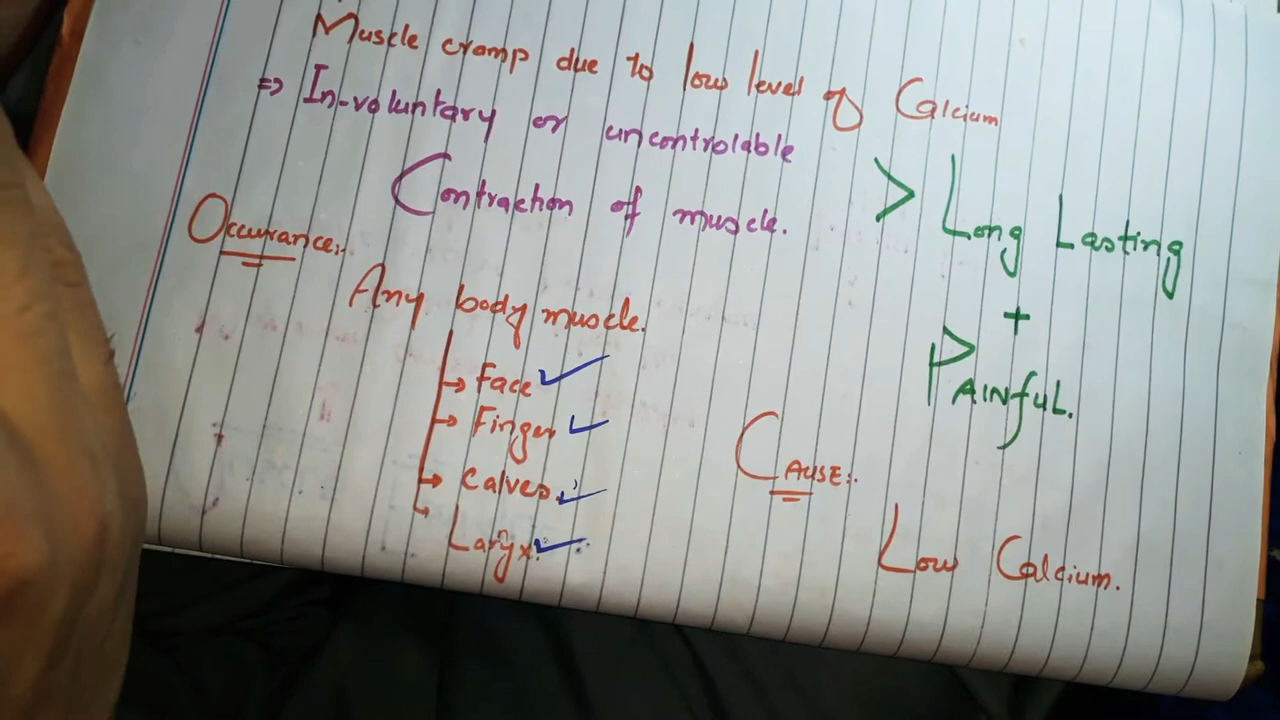 Muscle cramp due to low level of Calcium
⇒ In-voluntary or uncontrolable
Contraction of muscle.
> Long Lasting
+
PAINfuL.
Occurance:.
Any body muscle.
→ Face ✓
→ Finger ✓
→ Calves. ✓
→ Laryx. ✓
CAUSE:.
Low Calcium.